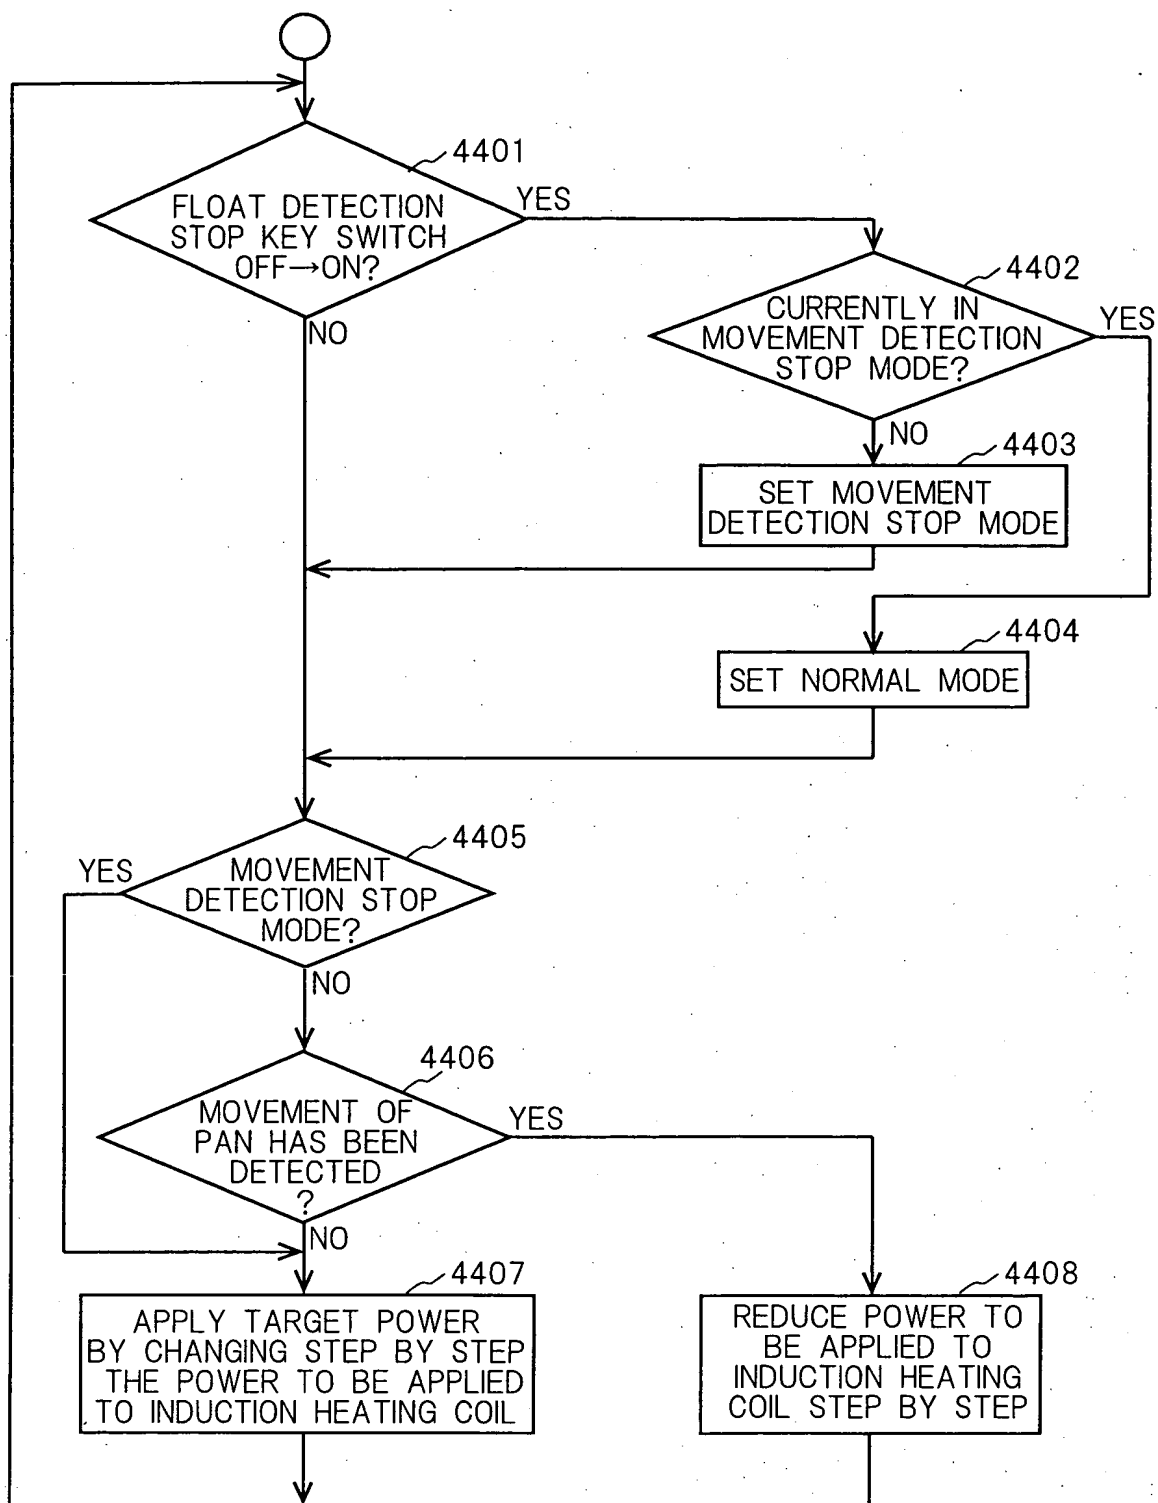 4401
FLOAT DETECTION
STOP KEY SWITCH
OFF→ON?
YES
NO
4402
CURRENTLY IN
MOVEMENT DETECTION
STOP MODE?
YES
NO
4403
SET MOVEMENT
DETECTION STOP MODE
4404
SET NORMAL MODE
4405
YES
MOVEMENT
DETECTION STOP
MODE?
NO
4406
MOVEMENT OF
PAN HAS BEEN
DETECTED
?
YES
NO
4407
APPLY TARGET POWER
BY CHANGING STEP BY STEP
THE POWER TO BE APPLIED
TO INDUCTION HEATING COIL
4408
REDUCE POWER TO
BE APPLIED TO
INDUCTION HEATING
COIL STEP BY STEP